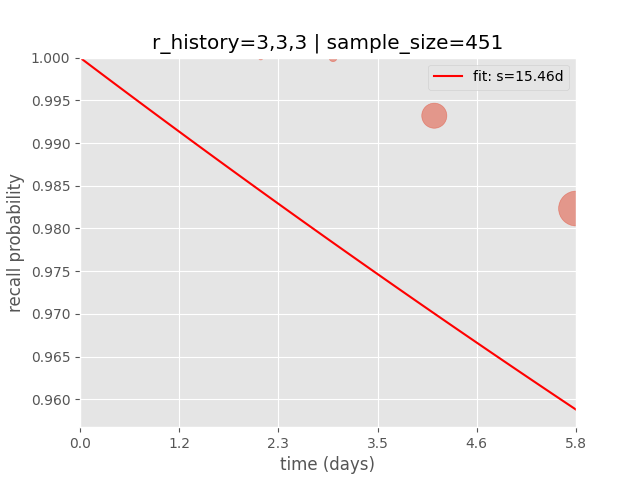 r_history=3,3,3 | sample_size=451
fit: s=15.46d
1.000
0.995
0.990
0.985
0.980
0.975
0.970
0.965
0.960
recall probability
0.0 1.2 2.3 3.5 4.6 5.8
time (days)